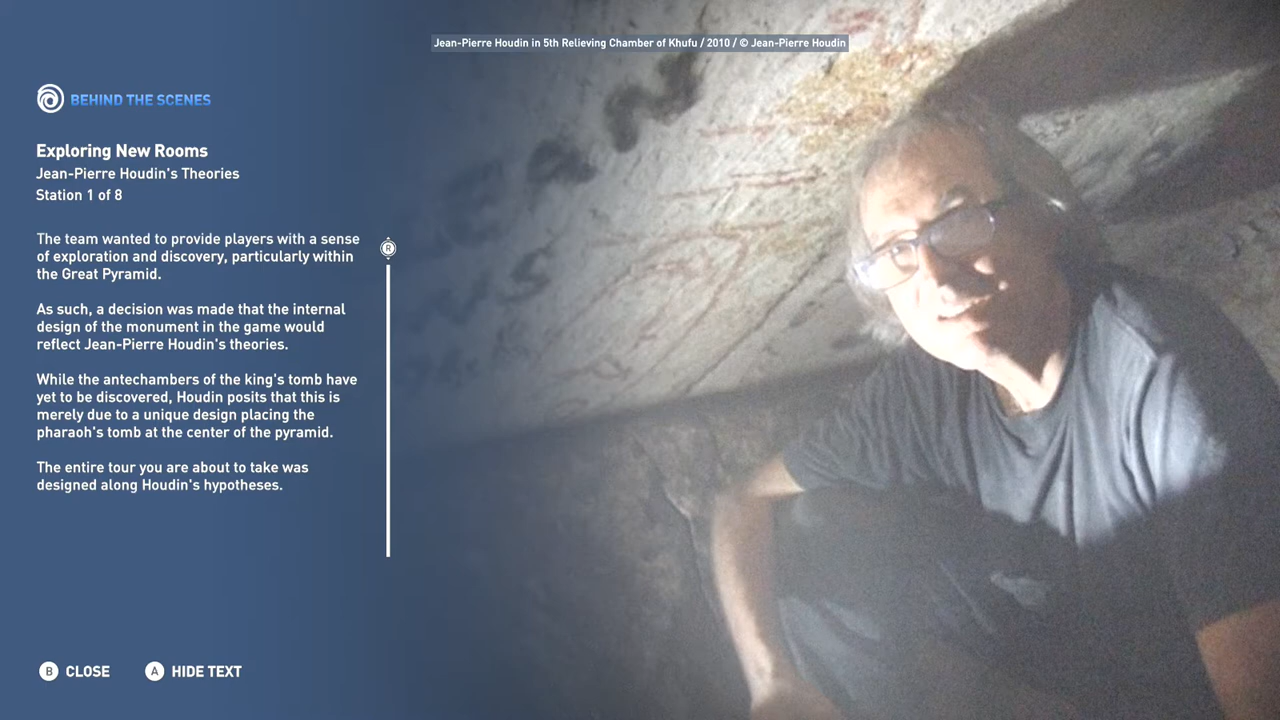 Jean-Pierre Houdin in 5th Relieving Chamber of Khufu / 2010 / © Jean-Pierre Houdin
BEHIND THE SCENES
Exploring New Rooms
Jean-Pierre Houdin's Theories
Station 1 of 8
The team wanted to provide players with a sense
of exploration and discovery, particularly within
the Great Pyramid.
As such, a decision was made that the internal
design of the monument in the game would
reflect Jean-Pierre Houdin's theories.
While the antechambers of the king's tomb have
yet to be discovered, Houdin posits that this is
merely due to a unique design placing the
pharaoh's tomb at the center of the pyramid.
The entire tour you are about to take was
designed along Houdin's hypotheses.
R
B CLOSE A HIDE TEXT